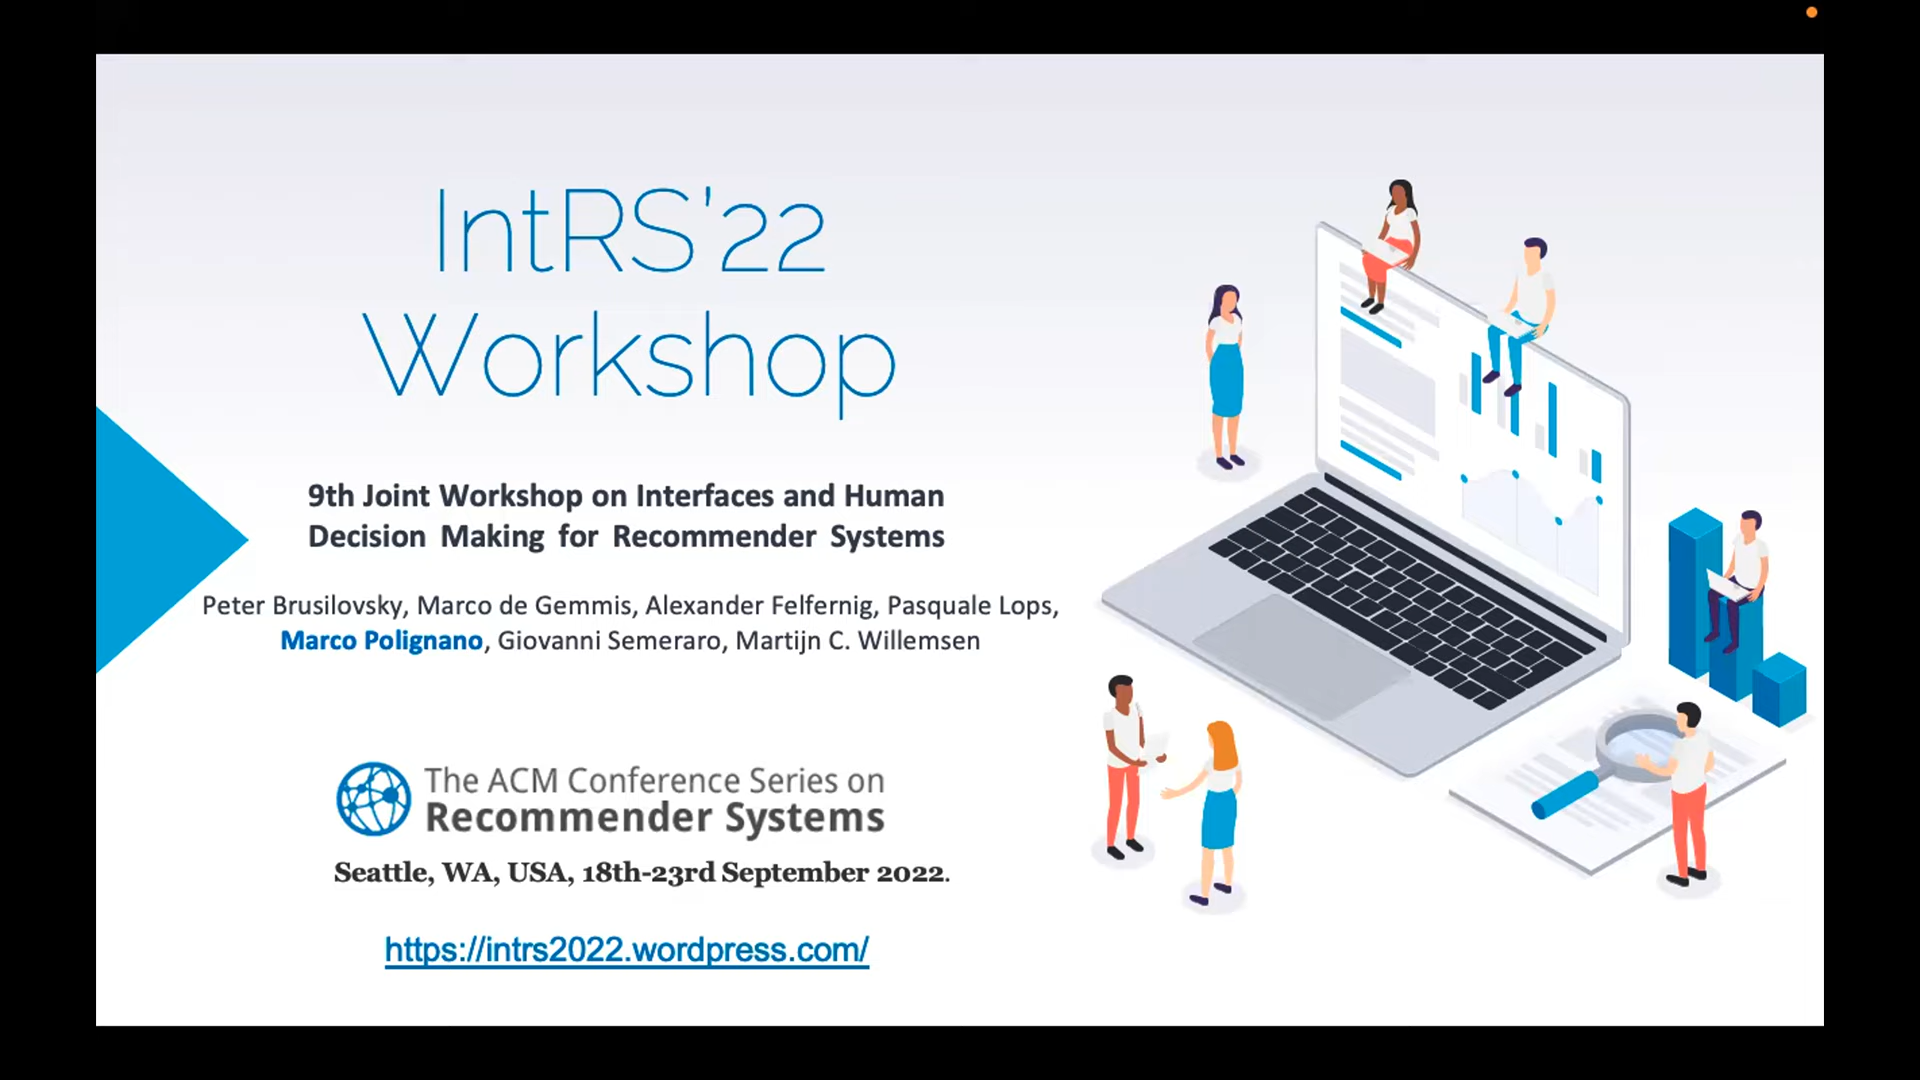 IntRS'22
Workshop
9th Joint Workshop on Interfaces and Human
Decision Making for Recommender Systems
Peter Brusilovsky, Marco de Gemmis, Alexander Felfernig, Pasquale Lops,
Marco Polignano, Giovanni Semeraro, Martijn C. Willemsen
The ACM Conference Series on
Recommender Systems
Seattle, WA, USA, 18th-23rd September 2022.
https://intrs2022.wordpress.com/